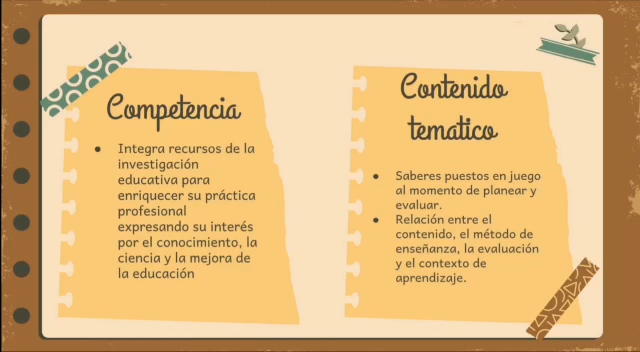 Competencia
● Integra recursos de la
investigación
educativa para
enriquecer su práctica
profesional
expresando su interés
por el conocimiento, la
ciencia y la mejora de
la educación
Contenido
tematico
● Saberes puestos en juego
al momento de planear y
evaluar.
● Relación entre el
contenido, el método de
enseñanza, la evaluación
y el contexto de
aprendizaje.